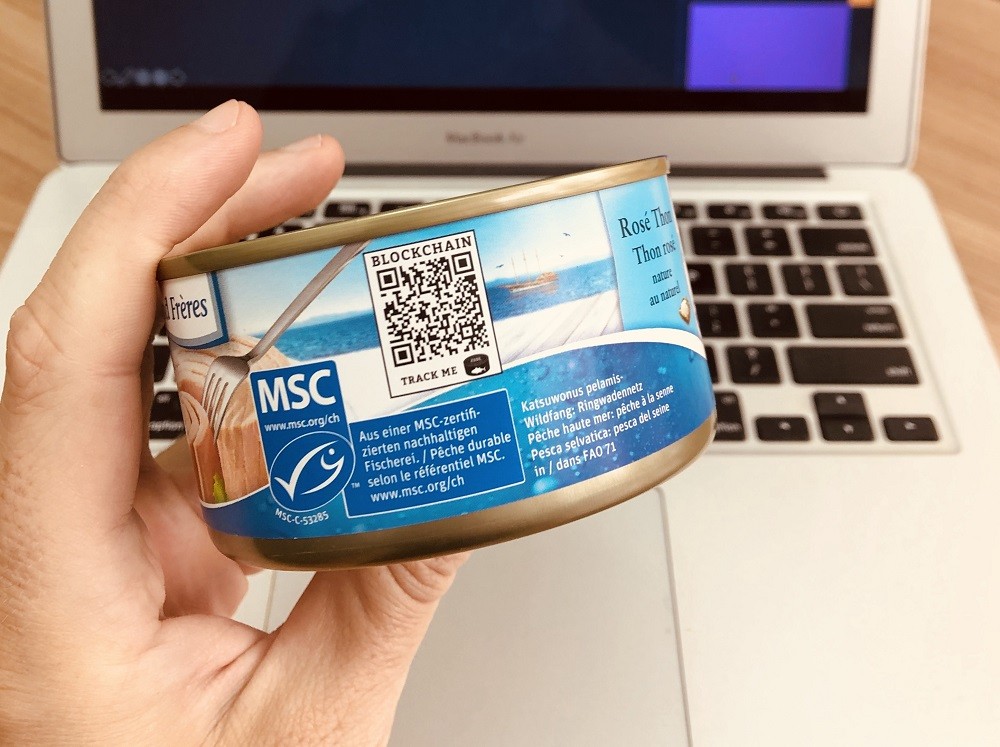 MacBook Air
BLOCKCHAIN
TRACK ME
Frères
Rosé Thon
Thon rosé
nature
au naturel
MSC
www.msc.org/ch
™
MSC-C-53285
Aus einer MSC-zertifi-
zierten nachhaltigen
Fischerei. / Pêche durable
selon le référentiel MSC.
www.msc.org/ch
Katsuwonus pelamis-
Wildfang: Ringwadennetz
Pêche haute mer: pêche à la senne
Pesca selvatica: pesca del seine
in / dans FAO 71